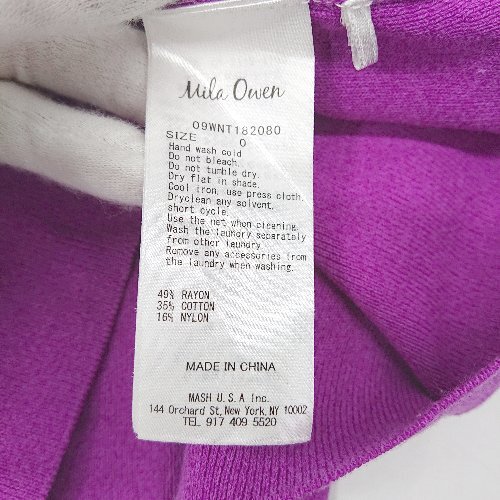 Mila Owen
09WNT182080
SIZE 0
Hand wash cold
Do not bleach.
Do not tumble dry.
Dry flat in shade.
Cool iron, use press cloth.
Dryclean any solvent,
short cycle.
Use the net when cleaning.
Wash the laundry separately
from other laundry.
Remove any accessories from
the laundry when washing.
49% RAYON
35% COTTON
16% NYLON
MADE IN CHINA
MASH U.S.A Inc.
144 Orchard St, New York, NY 10002
TEL 917 409 5520